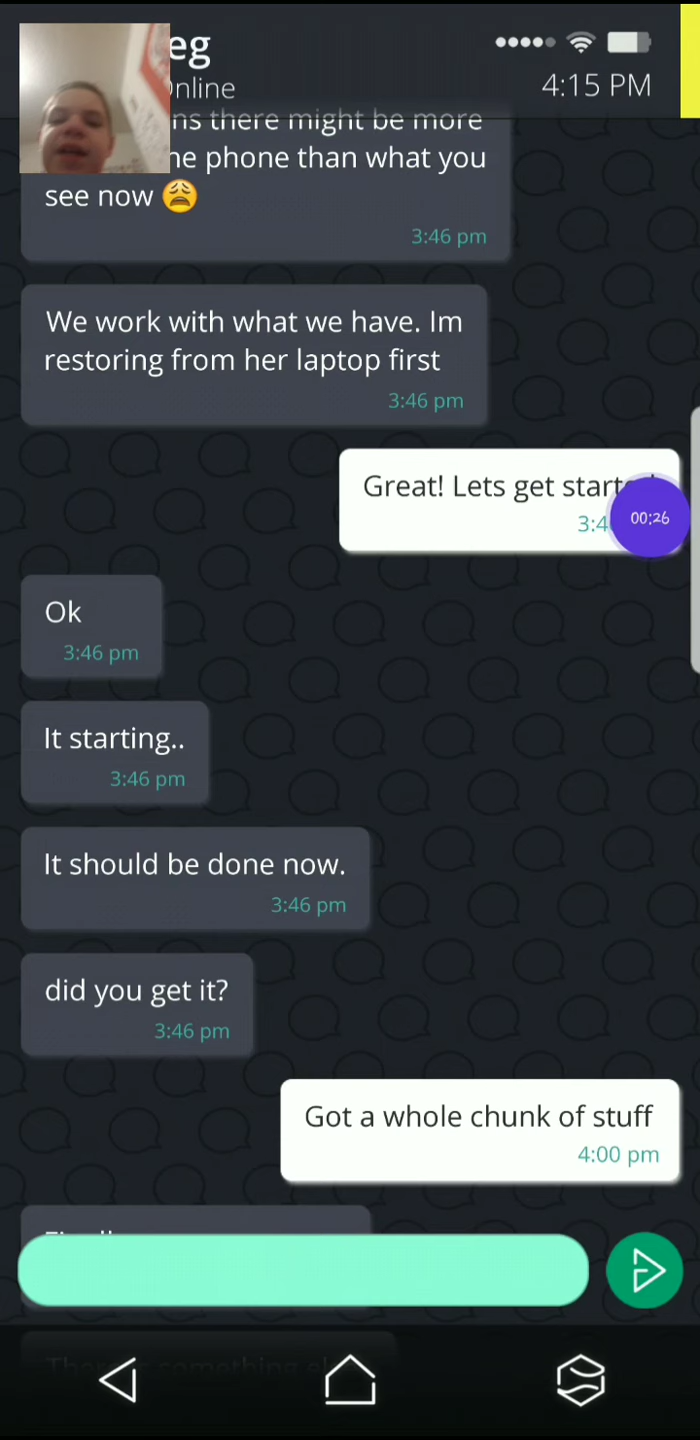 eg
nline
4:15 PM
ns there might be more
he phone than what you
see now 😩
3:46 pm
We work with what we have. Im
restoring from her laptop first
3:46 pm
Great! Lets get start
3:4
00:26
Ok
3:46 pm
It starting..
3:46 pm
It should be done now.
3:46 pm
did you get it?
3:46 pm
Got a whole chunk of stuff
4:00 pm